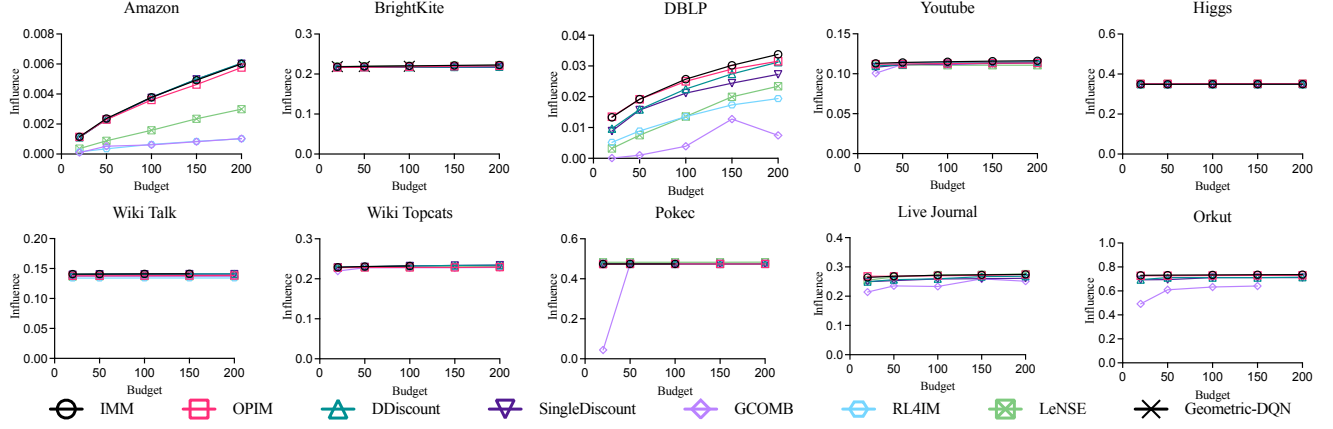 Amazon
BrightKite
DBLP
Youtube
Higgs
Influence
0.008
0.006
0.004
0.002
0.000
0 50 100 150 200
Budget
Influence
0.3
0.2
0.1
0.0
0 50 100 150 200
Budget
Influence
0.04
0.03
0.02
0.01
0.00
0 50 100 150 200
Budget
Influence
0.15
0.10
0.05
0.00
0 50 100 150 200
Budget
Influence
0.6
0.4
0.2
0.0
0 50 100 150 200
Budget
Wiki Talk
Wiki Topcats
Pokec
Live Journal
Orkut
Influence
0.20
0.15
0.10
0.05
0.00
0 50 100 150 200
Budget
Influence
0.3
0.2
0.1
0.0
0 50 100 150 200
Budget
Influence
0.6
0.4
0.2
0.0
0 50 100 150 200
Budget
Influence
0.4
0.3
0.2
0.1
0.0
0 50 100 150 200
Budget
Influence
1.0
0.8
0.6
0.4
0.2
0.0
0 50 100 150 200
Budget
IMM OPIM DDiscount SingleDiscount GCOMB RL4IM LeNSE Geometric-DQN